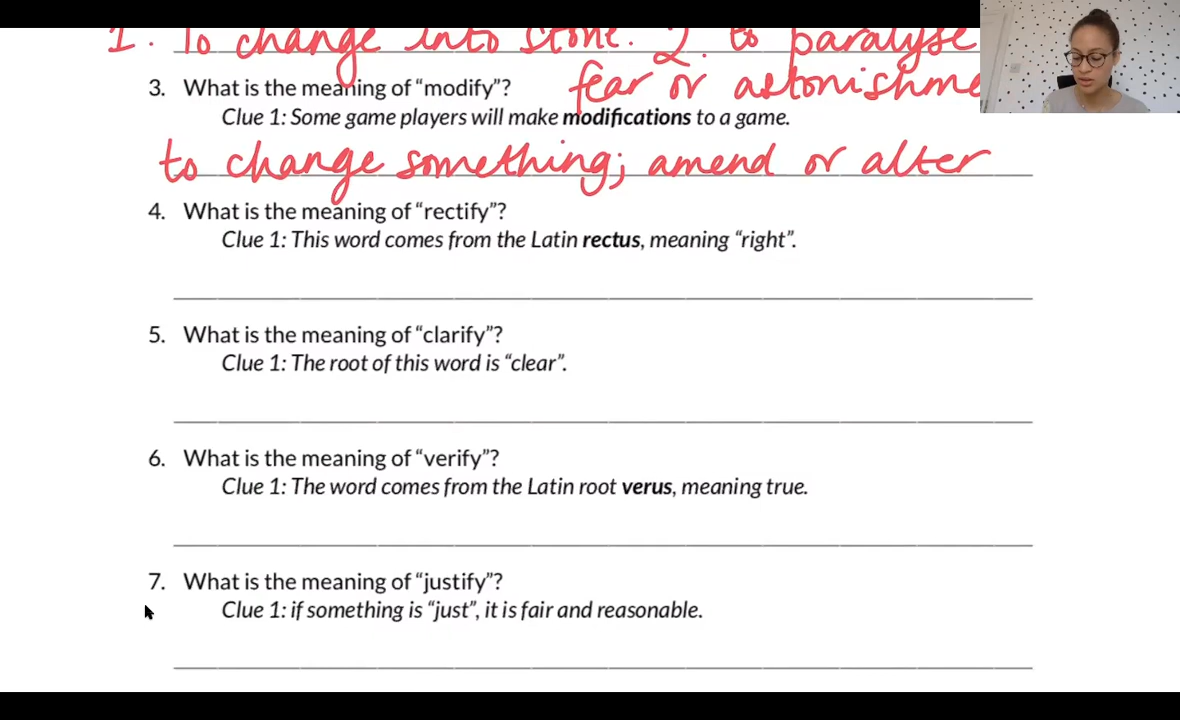 1. To change into stone. 2. to paralyse
fear or astonishme
3. What is the meaning of “modify”?
Clue 1: Some game players will make modifications to a game.
to change something; amend or alter
4. What is the meaning of “rectify”?
Clue 1: This word comes from the Latin rectus, meaning “right”.
5. What is the meaning of “clarify”?
Clue 1: The root of this word is “clear”.
6. What is the meaning of “verify”?
Clue 1: The word comes from the Latin root verus, meaning true.
7. What is the meaning of “justify”?
Clue 1: if something is “just”, it is fair and reasonable.